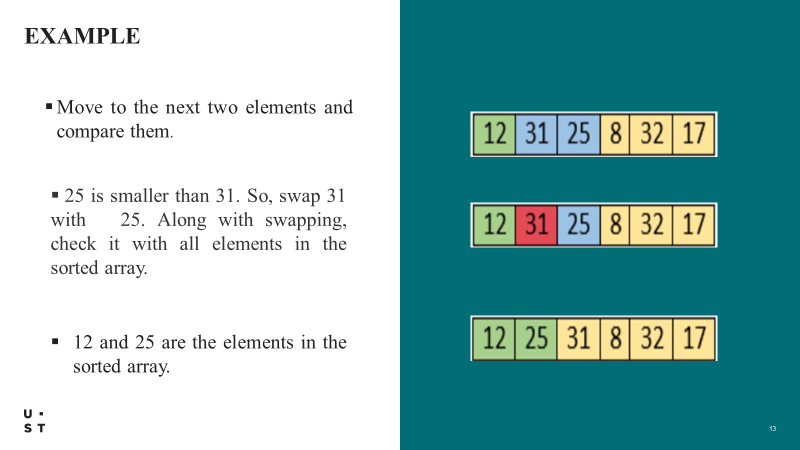 EXAMPLE
▪ Move to the next two elements and
compare them.
▪ 25 is smaller than 31. So, swap 31
with 25. Along with swapping,
check it with all elements in the
sorted array.
▪ 12 and 25 are the elements in the
sorted array.
12 31 25 8 32 17
12 31 25 8 32 17
12 25 31 8 32 17
U ·
S T
13